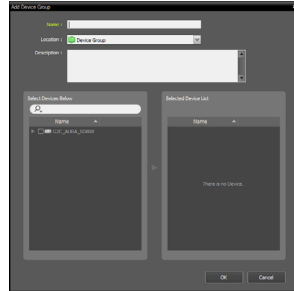 Add Device Group
Name :
Location : Device Group
Description :
Select Devices Below
Selected Device List
Name
Name
There is no Device.
OK
Cancel